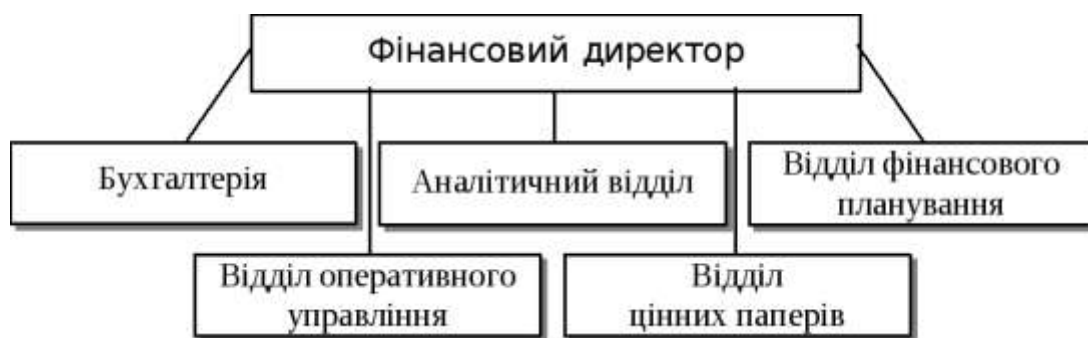 Фінансовий директор
Бухгалтерія
Аналітичний відділ
Відділ фінансового
планування
Відділ оперативного
управління
Відділ
цінних паперів